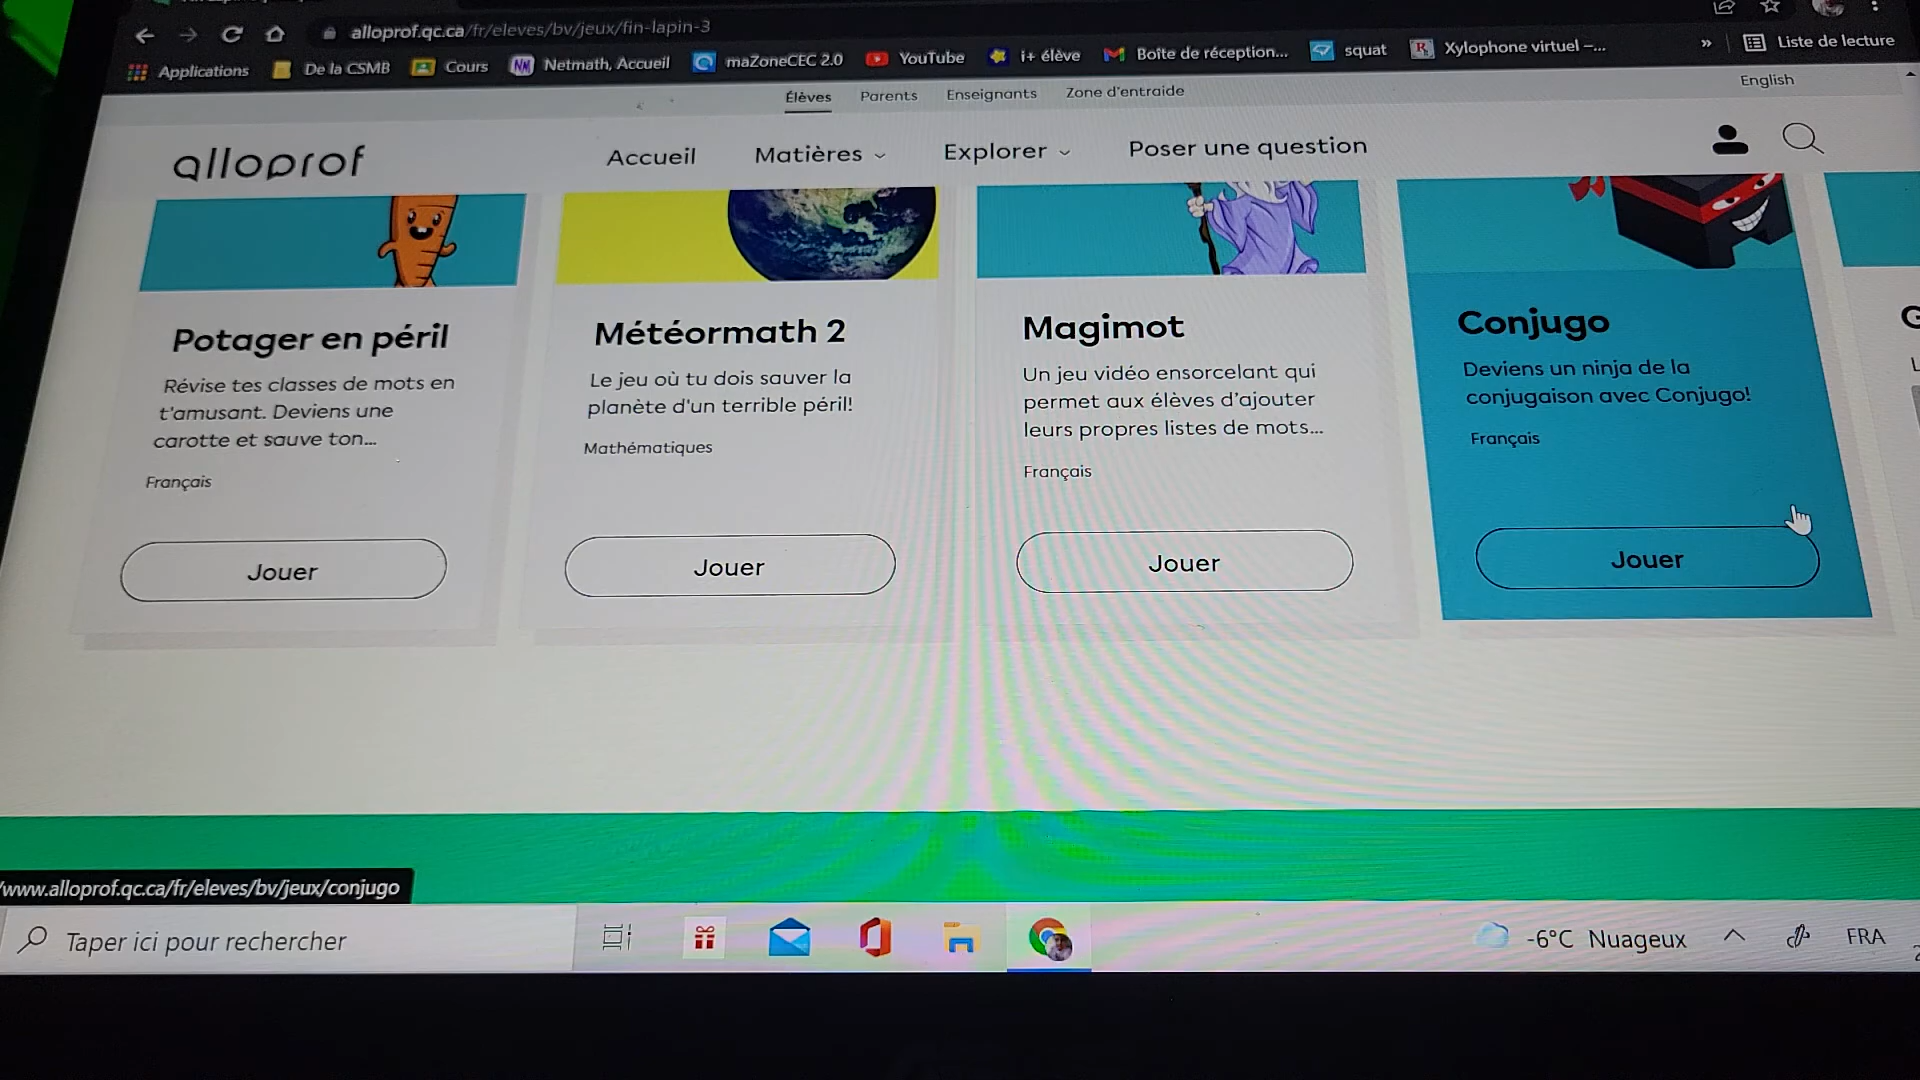 alloprof.qc.ca/fr/eleves/bv/jeux/fin-lapin-3
Applications De la CSMB Cours Netmath, Accueil maZoneCEC 2.0 YouTube i+ élève Boîte de réception... squat Xylophone virtuel –... » Liste de lecture
Élèves Parents Enseignants Zone d'entraide English
alloprof Accueil Matières Explorer Poser une question
Potager en péril
Révise tes classes de mots en
t'amusant. Deviens une
carotte et sauve ton...
Français
Jouer
Météormath 2
Le jeu où tu dois sauver la
planète d'un terrible péril!
Mathématiques
Jouer
Magimot
Un jeu vidéo ensorcelant qui
permet aux élèves d'ajouter
leurs propres listes de mots...
Français
Jouer
Conjugo
Deviens un ninja de la
conjugaison avec Conjugo!
Français
Jouer
/www.alloprof.qc.ca/fr/eleves/bv/jeux/conjugo
Taper ici pour rechercher
-6°C Nuageux FRA